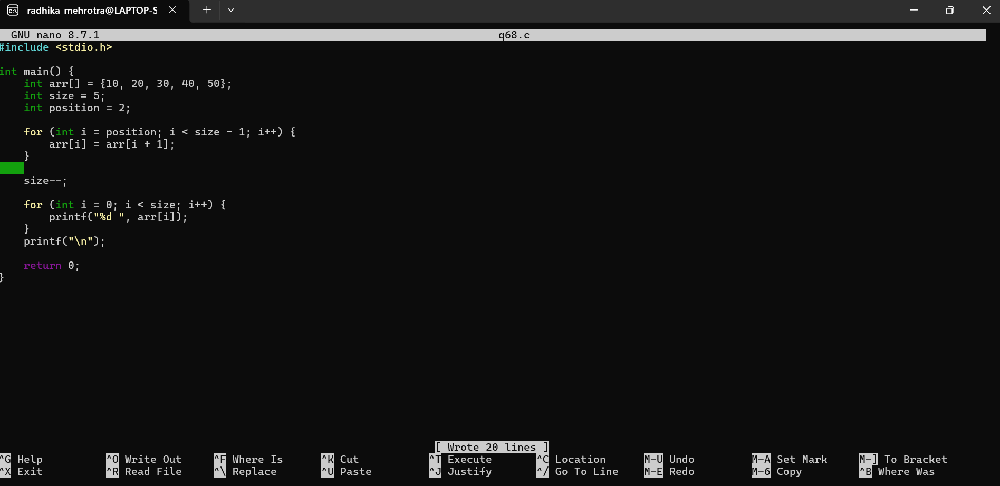 radhika_mehrotra@LAPTOP-S
GNU nano 8.7.1 q68.c
#include <stdio.h>

int main() {
    int arr[] = {10, 20, 30, 40, 50};
    int size = 5;
    int position = 2;

    for (int i = position; i < size - 1; i++) {
        arr[i] = arr[i + 1];
    }

    size--;

    for (int i = 0; i < size; i++) {
        printf("%d ", arr[i]);
    }
    printf("\n");

    return 0;
}
[ Wrote 20 lines ]
^G Help ^O Write Out ^F Where Is ^K Cut ^T Execute ^C Location M-U Undo M-A Set Mark M-] To Bracket
^X Exit ^R Read File ^\ Replace ^U Paste ^J Justify ^/ Go To Line M-E Redo M-6 Copy ^B Where Was